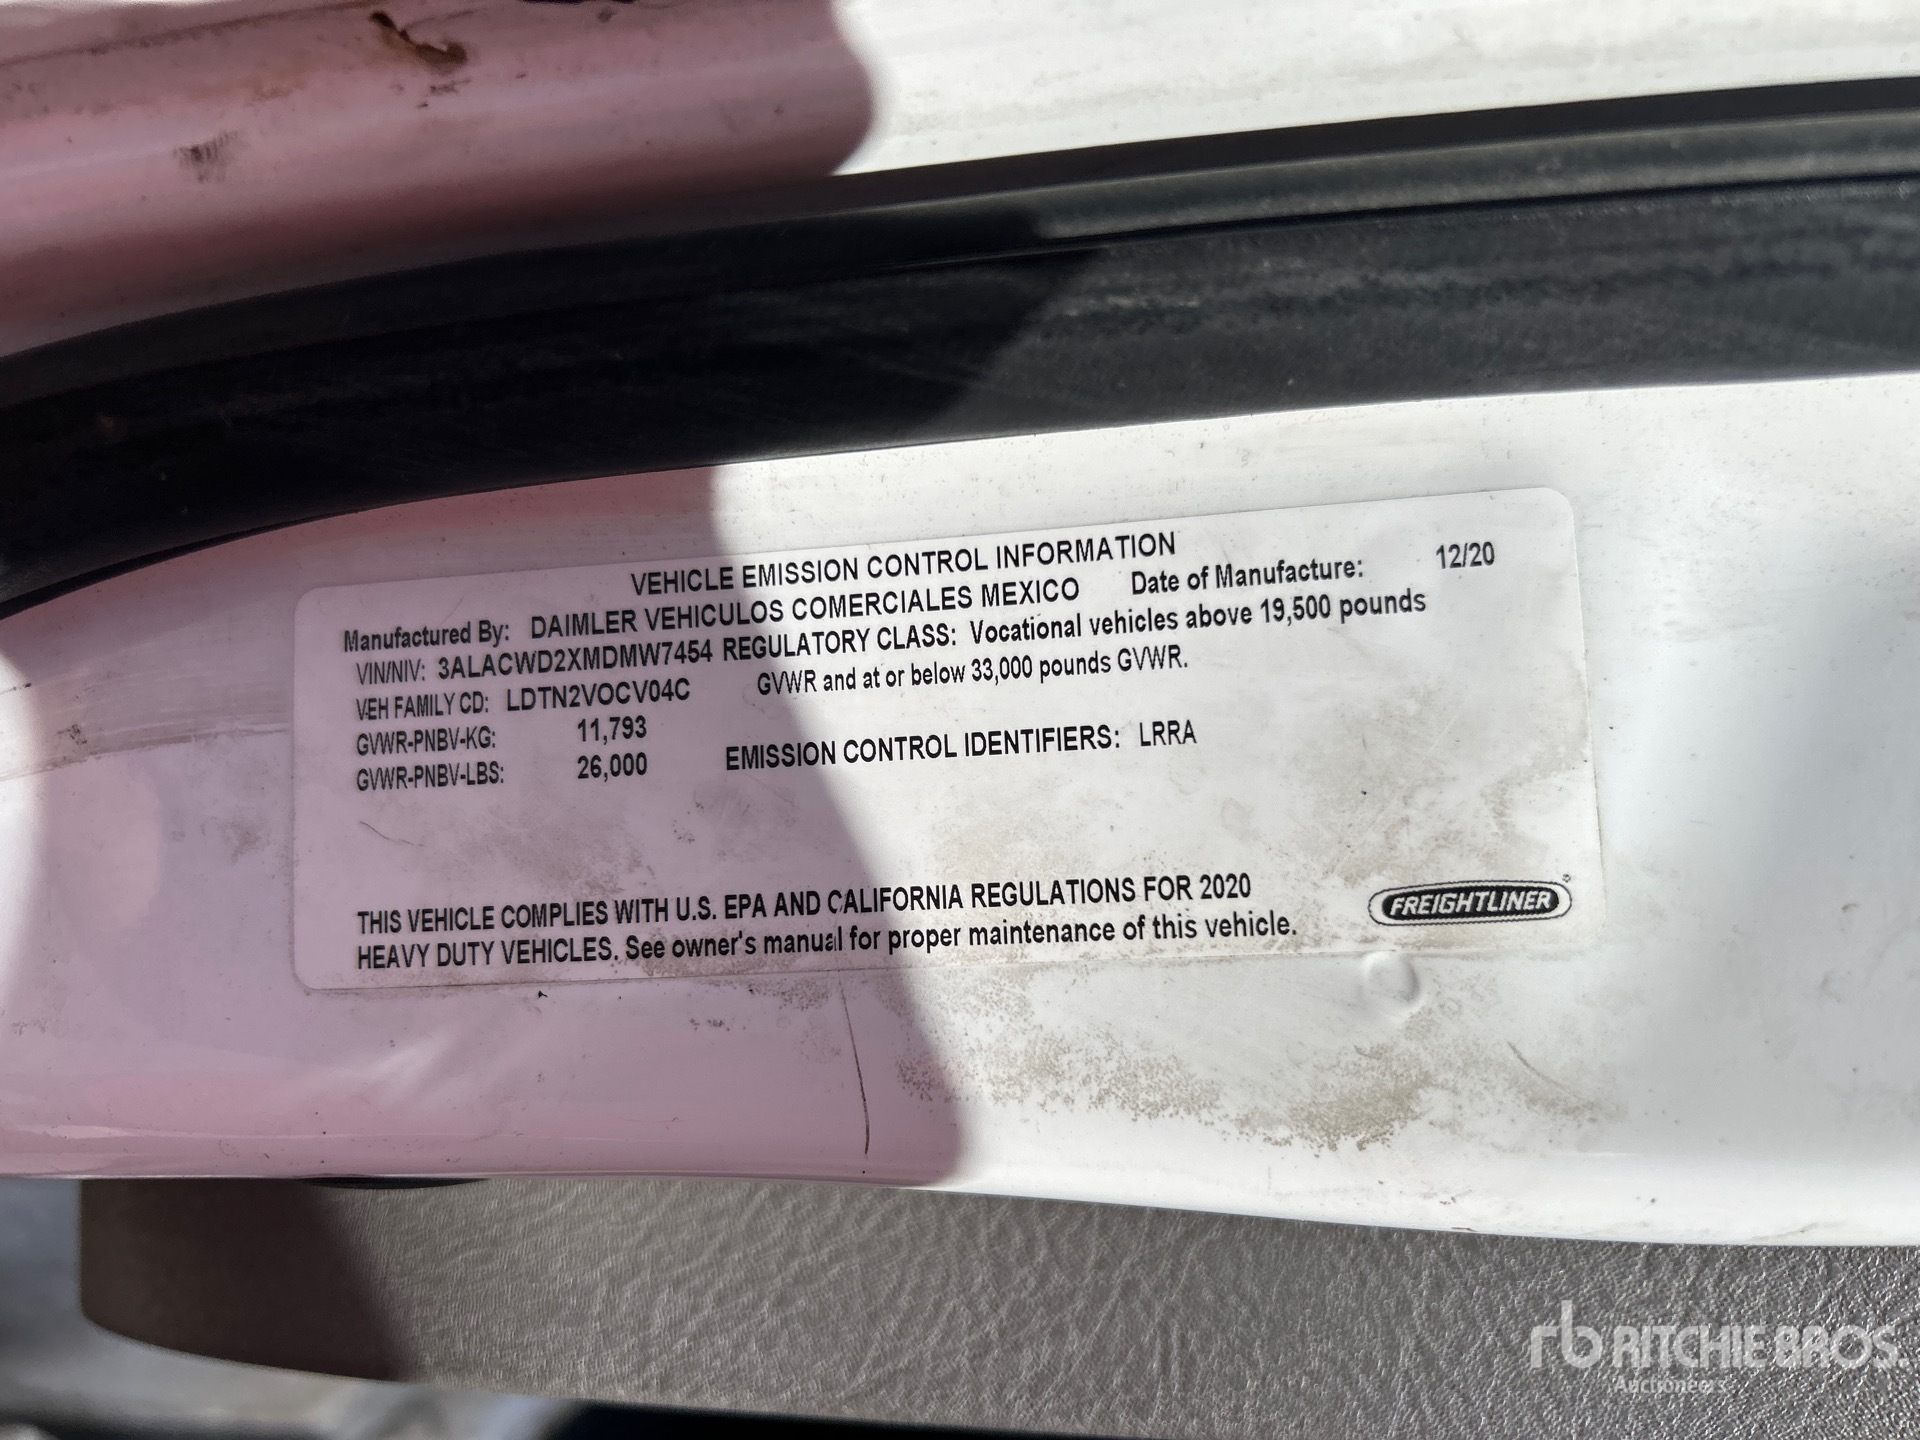 VEHICLE EMISSION CONTROL INFORMATION
Manufactured By: DAIMLER VEHICULOS COMERCIALES MEXICO Date of Manufacture: 12/20
VIN/NIV: 3ALACWD2XMDMW7454 REGULATORY CLASS: Vocational vehicles above 19,500 pounds
VEH FAMILY CD: LDTN2VOCV04C GVWR and at or below 33,000 pounds GVWR.
GVWR-PNBV-KG: 11,793
GVWR-PNBV-LBS: 26,000 EMISSION CONTROL IDENTIFIERS: LRRA
THIS VEHICLE COMPLIES WITH U.S. EPA AND CALIFORNIA REGULATIONS FOR 2020
HEAVY DUTY VEHICLES. See owner's manual for proper maintenance of this vehicle.
FREIGHTLINER
rb RITCHIE BROS.
Auctioneers